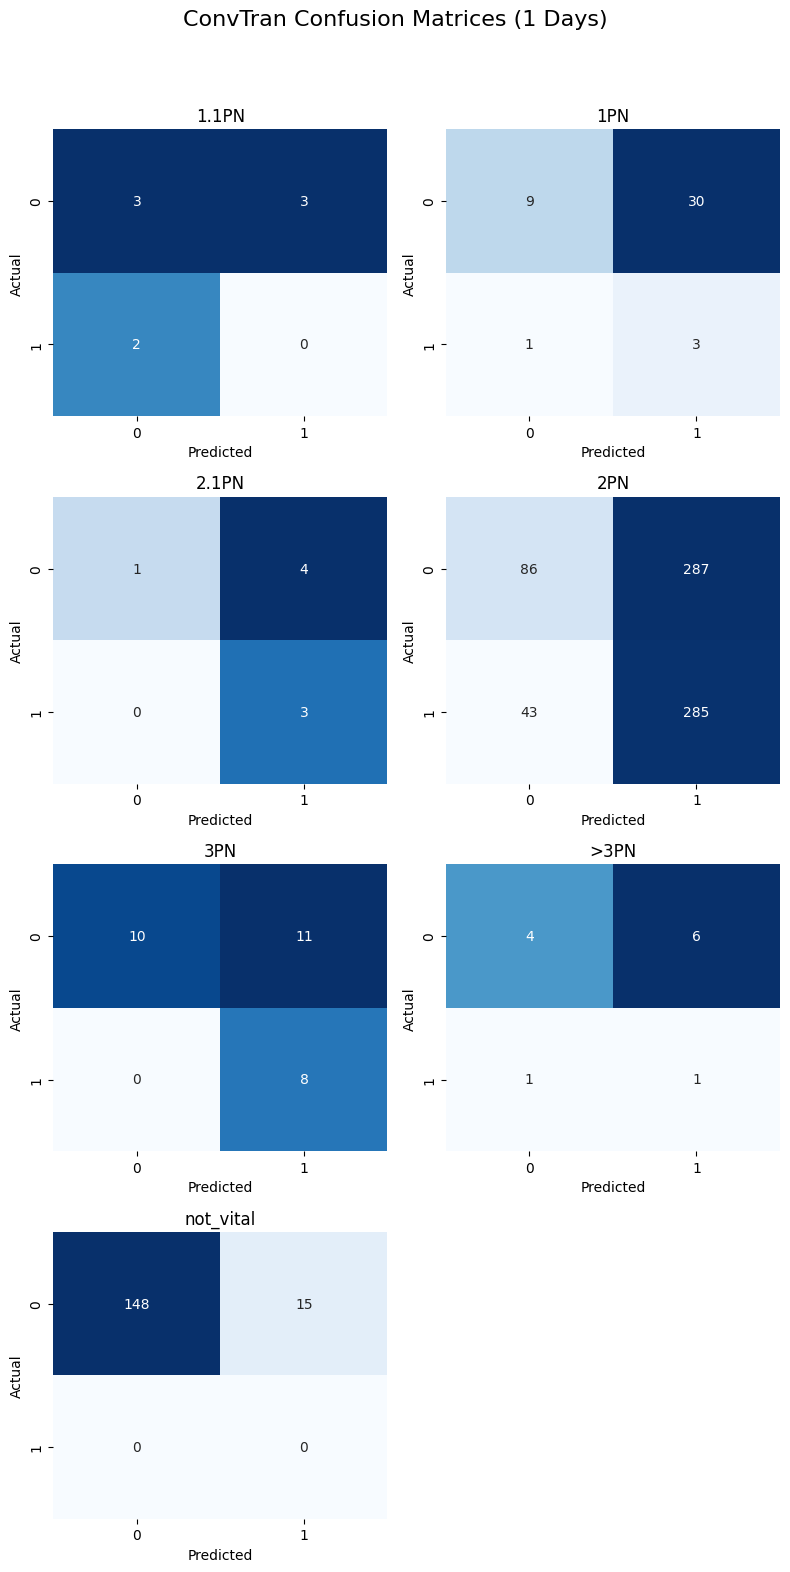 ConvTran Confusion Matrices (1 Days)
1.1PN
1PN
0
3
3
0
9
30
Actual
Actual
1
2
0
1
1
3
0
1
0
1
Predicted
Predicted
2.1PN
2PN
0
1
4
0
86
287
Actual
Actual
1
0
3
1
43
285
0
1
0
1
Predicted
Predicted
3PN
>3PN
0
10
11
0
4
6
Actual
Actual
1
0
8
1
1
1
0
1
0
1
Predicted
Predicted
not_vital
0
148
15
Actual
1
0
0
0
1
Predicted